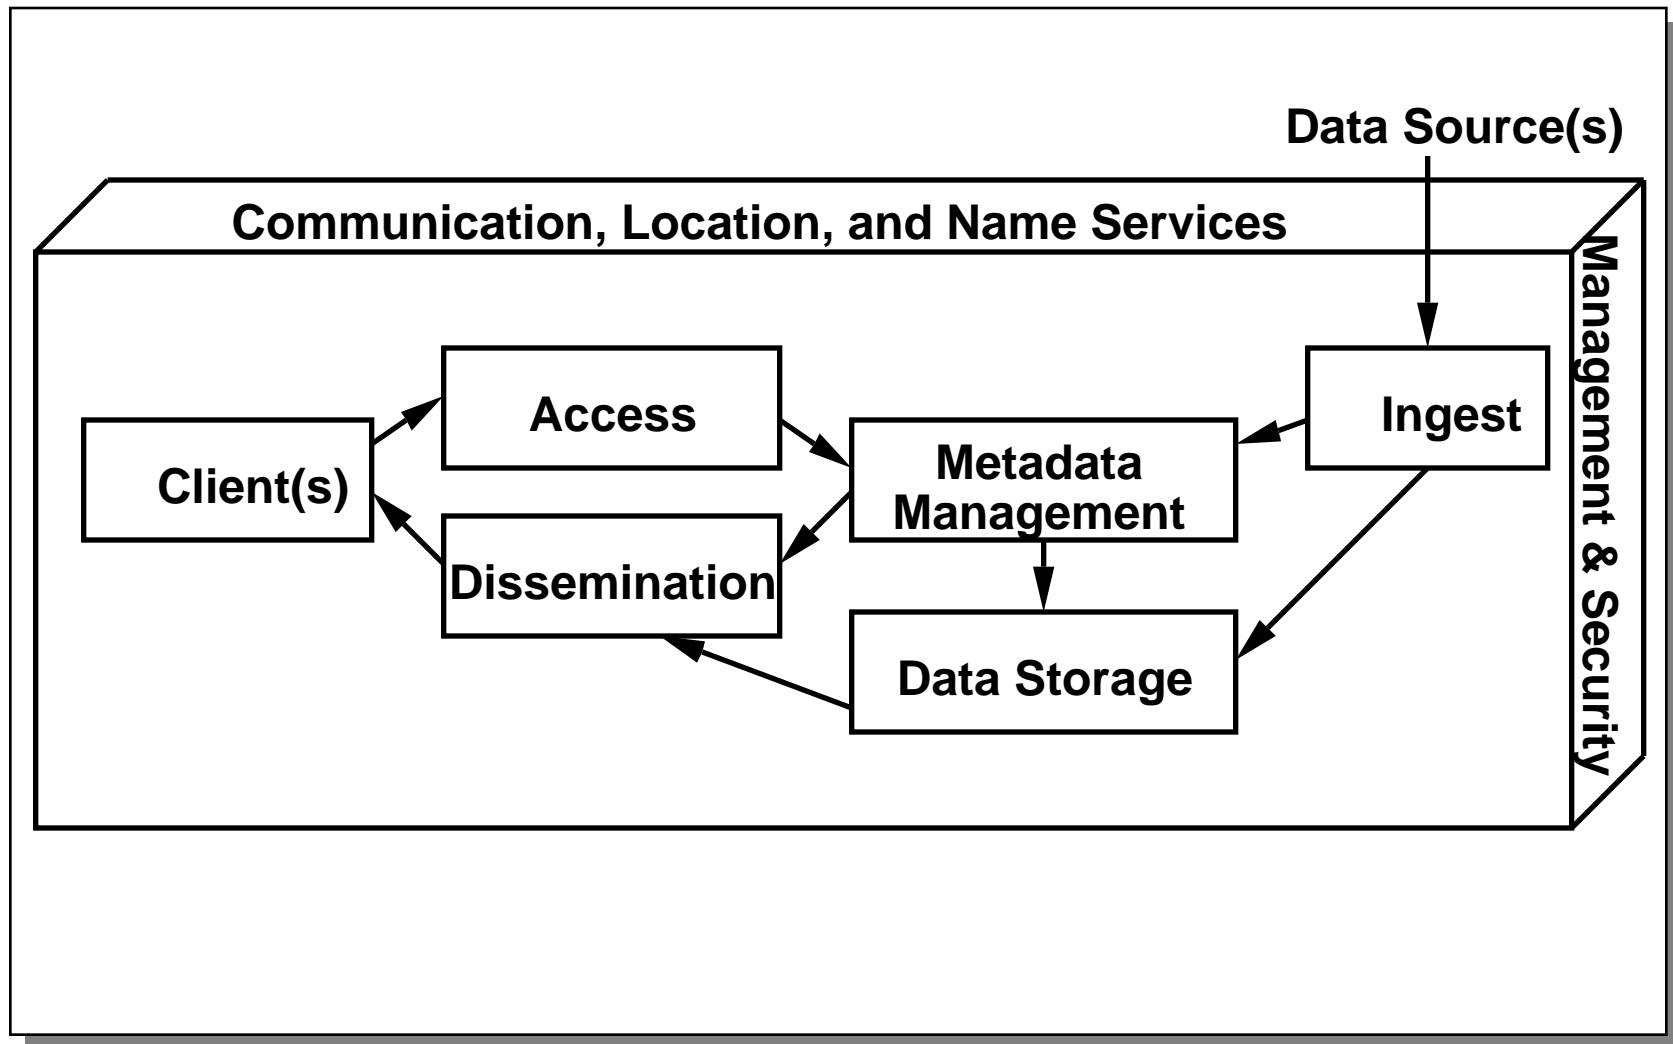 Data Source(s)
Communication, Location, and Name Services
Management & Security
Access
Ingest
Client(s)
Metadata
Management
Dissemination
Data Storage